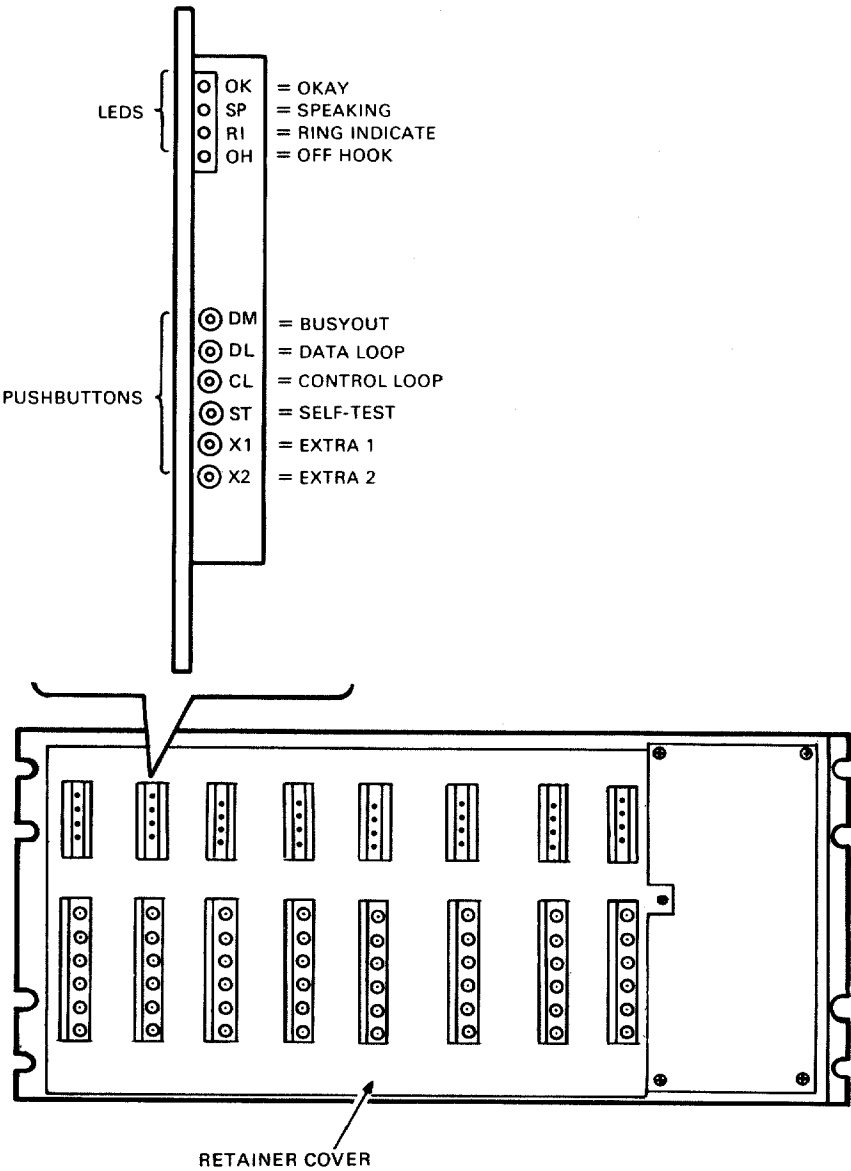 LEDS
OK = OKAY
SP = SPEAKING
RI = RING INDICATE
OH = OFF HOOK
PUSHBUTTONS
DM = BUSYOUT
DL = DATA LOOP
CL = CONTROL LOOP
ST = SELF-TEST
X1 = EXTRA 1
X2 = EXTRA 2
RETAINER COVER